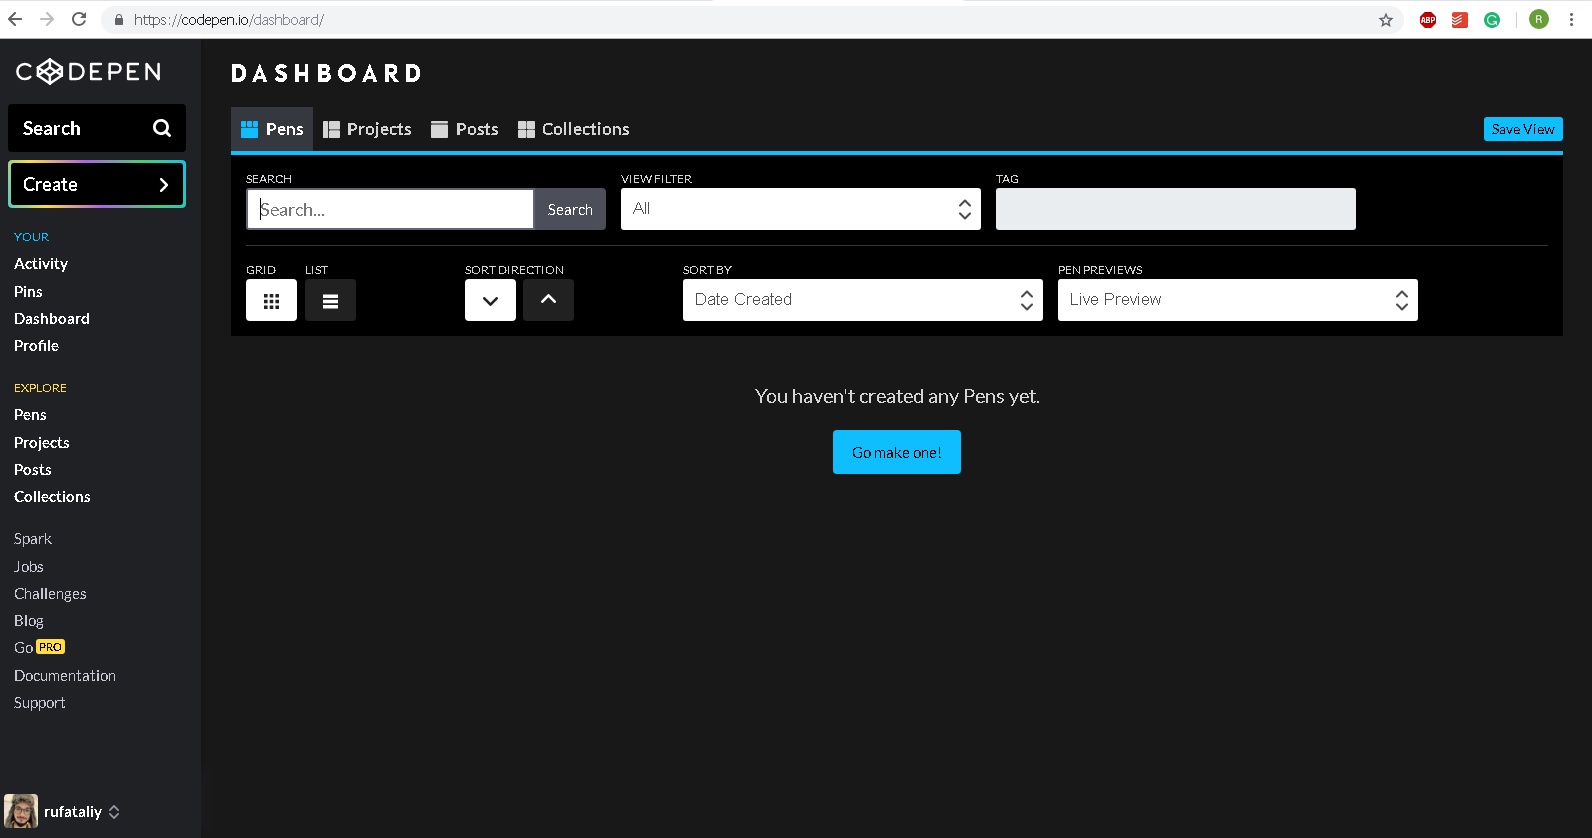 https://codepen.io/dashboard/
ABP
G
R
CODEPEN
Search
Create
YOUR
Activity
Pins
Dashboard
Profile
EXPLORE
Pens
Projects
Posts
Collections
Spark
Jobs
Challenges
Blog
Go PRO
Documentation
Support
rufataliy
DASHBOARD
Pens Projects Posts Collections
Save View
SEARCH VIEW FILTER TAG
Search... Search All
GRID LIST SORT DIRECTION SORT BY PEN PREVIEWS
Date Created Live Preview
You haven't created any Pens yet.
Go make one!